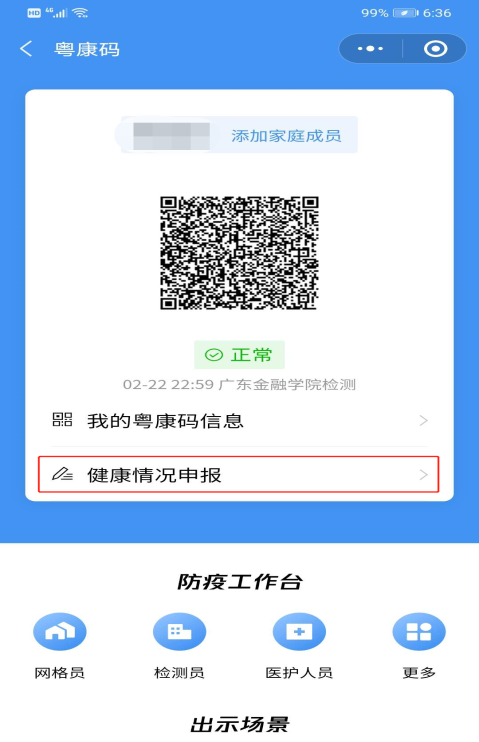 HD 4G 99% 6:36
粤康码
添加家庭成员
正常
02-22 22:59 广东金融学院检测
我的粤康码信息
健康情况申报
防疫工作台
网格员 检测员 医护人员 更多
出示场景